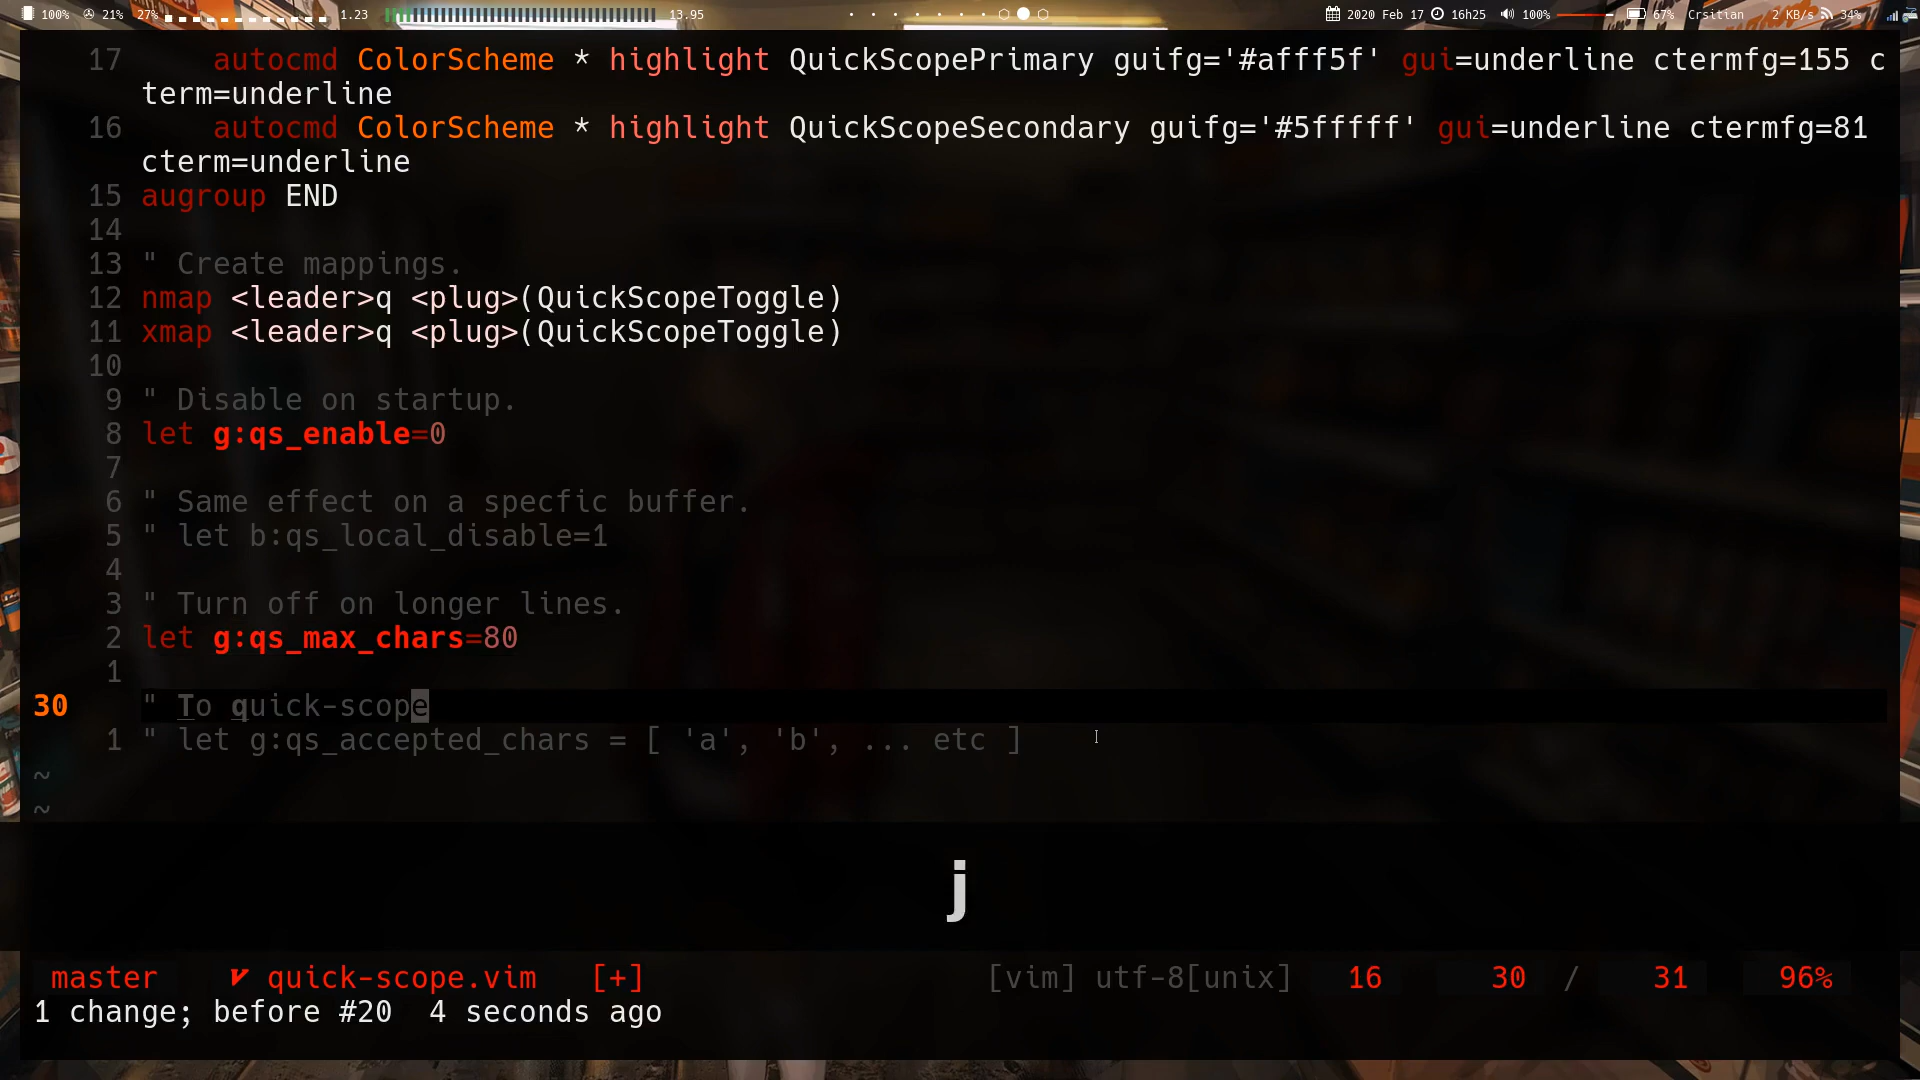 100% 21% 27% 1.23 13.95 2020 Feb 17 16h25 100% 67% Crsitian 2 KB/s 34%
17 autocmd ColorScheme * highlight QuickScopePrimary guifg='#afff5f' gui=underline ctermfg=155 c
term=underline
16 autocmd ColorScheme * highlight QuickScopeSecondary guifg='#5fffff' gui=underline ctermfg=81
cterm=underline
15 augroup END
14
13 " Create mappings.
12 nmap <leader>q <plug>(QuickScopeToggle)
11 xmap <leader>q <plug>(QuickScopeToggle)
10
9 " Disable on startup.
8 let g:qs_enable=0
7
6 " Same effect on a specfic buffer.
5 " let b:qs_local_disable=1
4
3 " Turn off on longer lines.
2 let g:qs_max_chars=80
1
30 " To quick-scope
1 " let g:qs_accepted_chars = [ 'a', 'b', ... etc ]
~
~
j
master quick-scope.vim [+] [vim] utf-8[unix] 16 30 / 31 96%
1 change; before #20 4 seconds ago